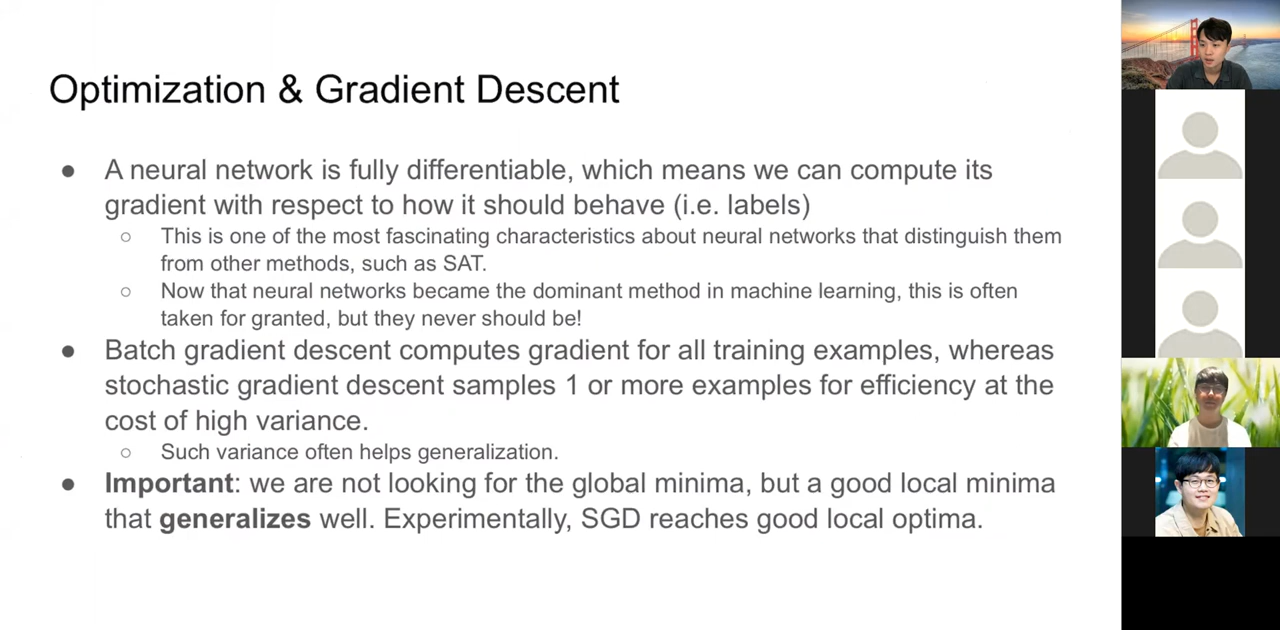 Optimization & Gradient Descent
● A neural network is fully differentiable, which means we can compute its
gradient with respect to how it should behave (i.e. labels)
○ This is one of the most fascinating characteristics about neural networks that distinguish them
from other methods, such as SAT.
○ Now that neural networks became the dominant method in machine learning, this is often
taken for granted, but they never should be!
● Batch gradient descent computes gradient for all training examples, whereas
stochastic gradient descent samples 1 or more examples for efficiency at the
cost of high variance.
○ Such variance often helps generalization.
● Important: we are not looking for the global minima, but a good local minima
that generalizes well. Experimentally, SGD reaches good local optima.